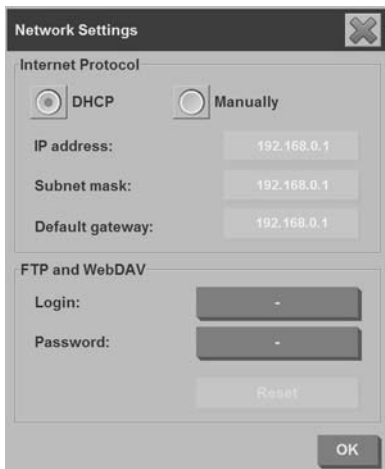 Network Settings
Internet Protocol
DHCP Manually
IP address: 192.168.0.1
Subnet mask: 192.168.0.1
Default gateway: 192.168.0.1
FTP and WebDAV
Login: -
Password: -
Reset
OK